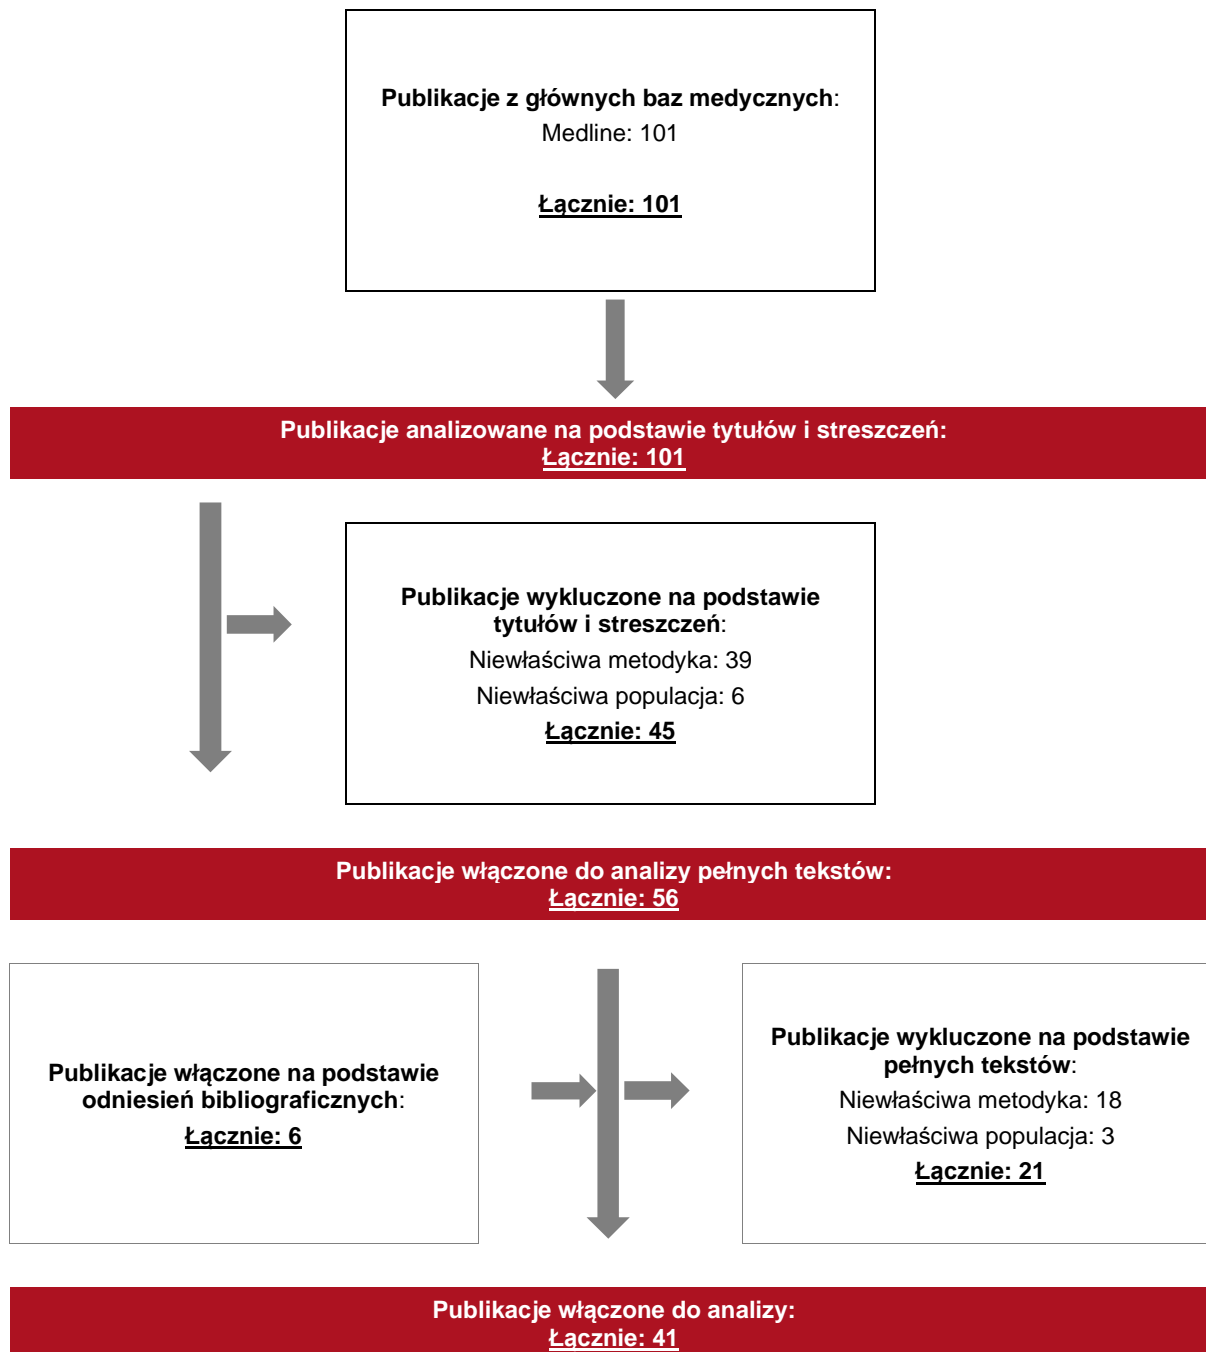 Publikacje z głównych baz medycznych:
Medline: 101
Łącznie: 101
Publikacje analizowane na podstawie tytułów i streszczeń:
Łącznie: 101
Publikacje wykluczone na podstawie
tytułów i streszczeń:
Niewłaściwa metodyka: 39
Niewłaściwa populacja: 6
Łącznie: 45
Publikacje włączone do analizy pełnych tekstów:
Łącznie: 56
Publikacje włączone na podstawie
odniesień bibliograficznych:
Łącznie: 6
Publikacje wykluczone na podstawie
pełnych tekstów:
Niewłaściwa metodyka: 18
Niewłaściwa populacja: 3
Łącznie: 21
Publikacje włączone do analizy:
Łącznie: 41